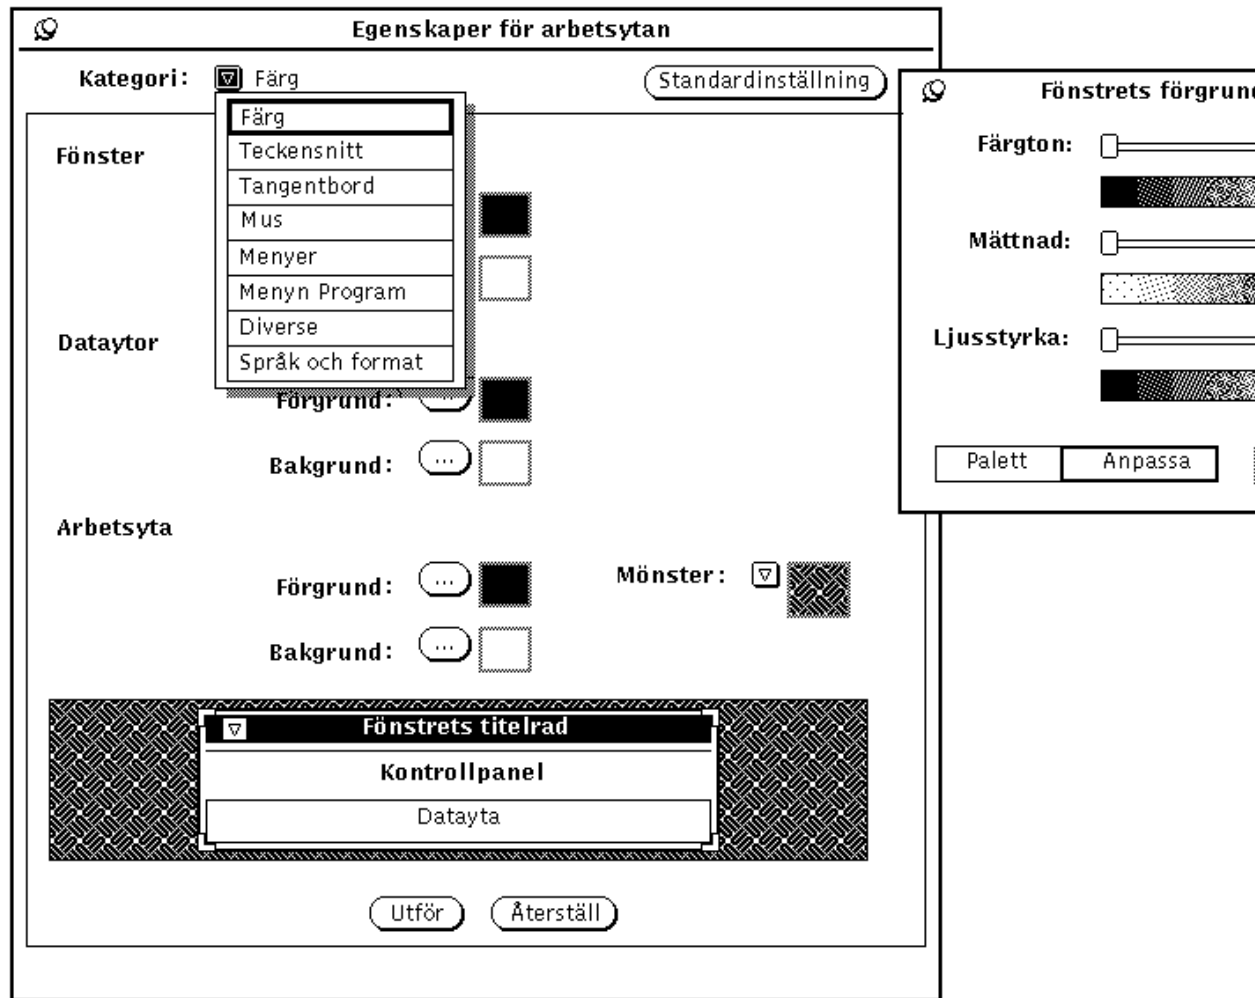 Egenskaper för arbetsytan
Kategori: Färg
Standardinställning
Färg
Teckensnitt
Tangentbord
Mus
Menyer
Menyn Program
Diverse
Språk och format
Fönster
Dataytor
Förgrund: ...
Bakgrund: ...
Arbetsyta
Förgrund: ...
Mönster:
Bakgrund: ...
Fönstrets titelrad
Kontrollpanel
Datayta
Utför
Återställ
Fönstrets förgrund
Färgton:
Mättnad:
Ljusstyrka:
Palett
Anpassa